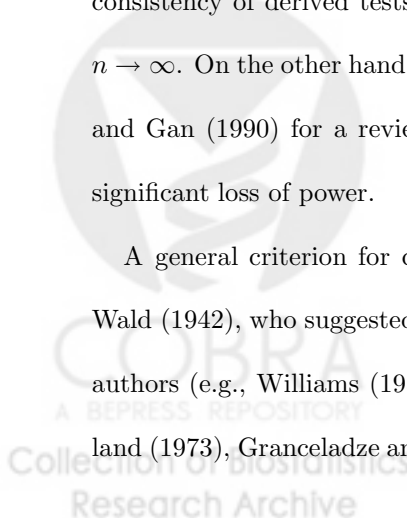 consistency of derived tests
n → ∞. On the other hand
and Gan (1990) for a revie
significant loss of power.
A general criterion for
Wald (1942), who suggested
COBRA
authors (e.g., Williams (19
A BEPRESS REPOSITORY
land (1973), Granceladze a
Collection of Biostatistics
Research Archive